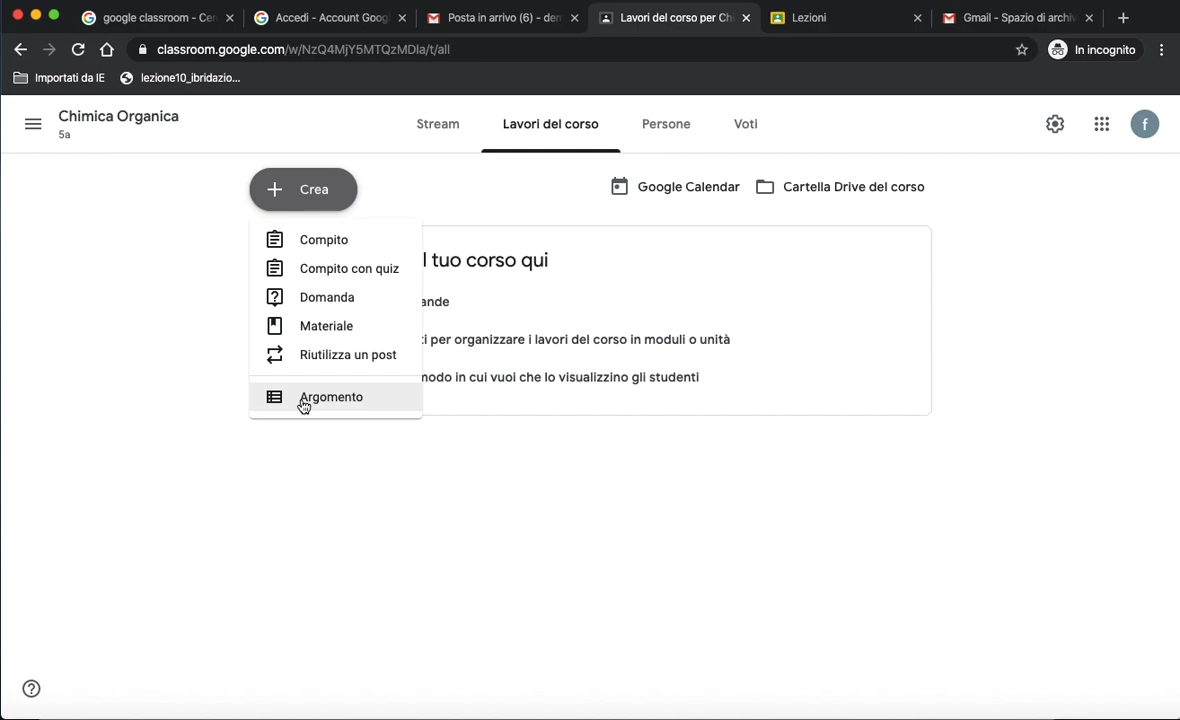 google classroom - Cen
Accedi - Account Goog
Posta in arrivo (6) - den
Lavori del corso per Ch
Lezioni
Gmail - Spazio di archiv
classroom.google.com/w/NzQ4MjY5MTQzMDla/t/all
In incognito
Importati da IE
lezione10_ibridazio...
Chimica Organica
5a
Stream
Lavori del corso
Persone
Voti
f
Crea
Google Calendar
Cartella Drive del corso
Compito
Compito con quiz
Domanda
Materiale
Riutilizza un post
Argomento
l tuo corso qui
ande
ti per organizzare i lavori del corso in moduli o unità
modo in cui vuoi che lo visualizzino gli studenti